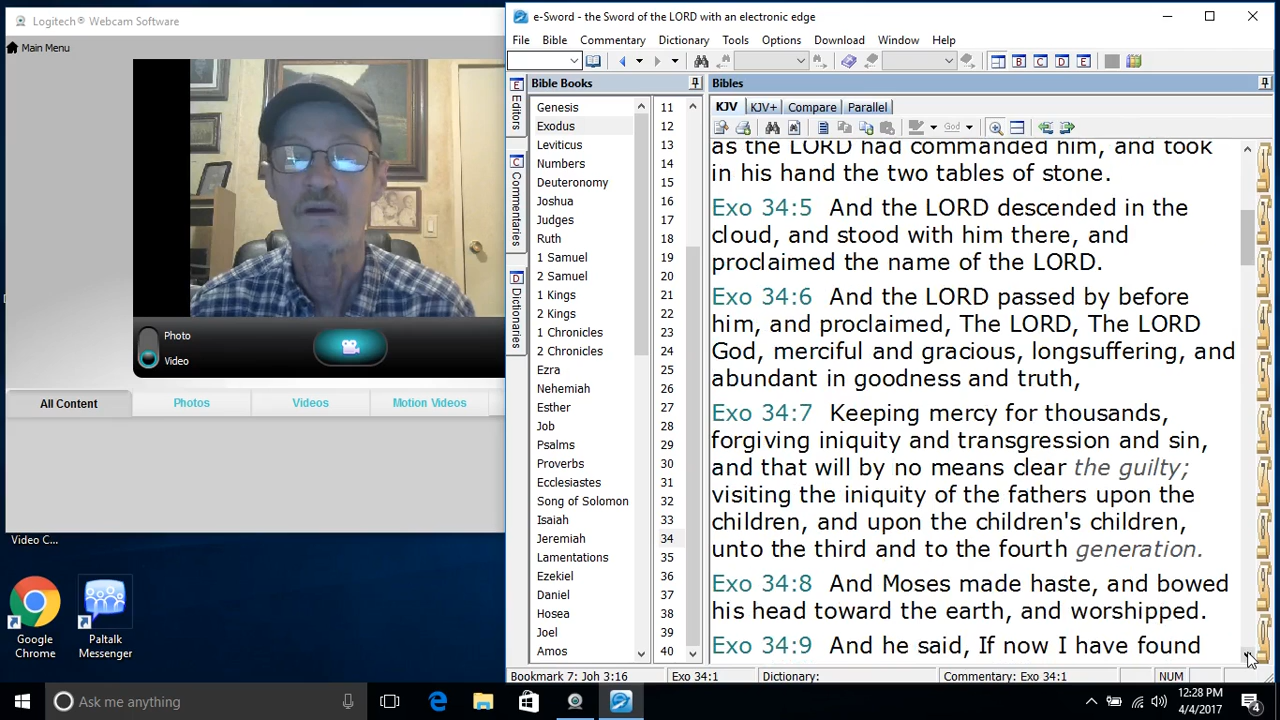 Logitech® Webcam Software
Main Menu
Photo
Video
All Content
Photos
Videos
Motion Videos
Video C...
Google
Chrome
Paltalk
Messenger
e-Sword - the Sword of the LORD with an electronic edge
File Bible Commentary Dictionary Tools Options Download Window Help
B C D E
E Editors
C Commentaries
D Dictionaries
Bible Books
Genesis 11
Exodus 12
Leviticus 13
Numbers 14
Deuteronomy 15
Joshua 16
Judges 17
Ruth 18
1 Samuel 19
2 Samuel 20
1 Kings 21
2 Kings 22
1 Chronicles 23
2 Chronicles 24
Ezra 25
Nehemiah 26
Esther 27
Job 28
Psalms 29
Proverbs 30
Ecclesiastes 31
Song of Solomon 32
Isaiah 33
Jeremiah 34
Lamentations 35
Ezekiel 36
Daniel 37
Hosea 38
Joel 39
Amos 40
Bibles
KJV KJV+ Compare Parallel
God
as the LORD had commanded him, and took
in his hand the two tables of stone.
Exo 34:5 And the LORD descended in the
cloud, and stood with him there, and
proclaimed the name of the LORD.
Exo 34:6 And the LORD passed by before
him, and proclaimed, The LORD, The LORD
God, merciful and gracious, longsuffering, and
abundant in goodness and truth,
Exo 34:7 Keeping mercy for thousands,
forgiving iniquity and transgression and sin,
and that will by no means clear the guilty;
visiting the iniquity of the fathers upon the
children, and upon the children's children,
unto the third and to the fourth generation.
Exo 34:8 And Moses made haste, and bowed
his head toward the earth, and worshipped.
Exo 34:9 And he said, If now I have found
1
2
3
4
5
6
7
8
9
0
Bookmark 7: Joh 3:16 Exo 34:1 Dictionary: Commentary: Exo 34:1 NUM
Ask me anything
12:28 PM
4/4/2017
4